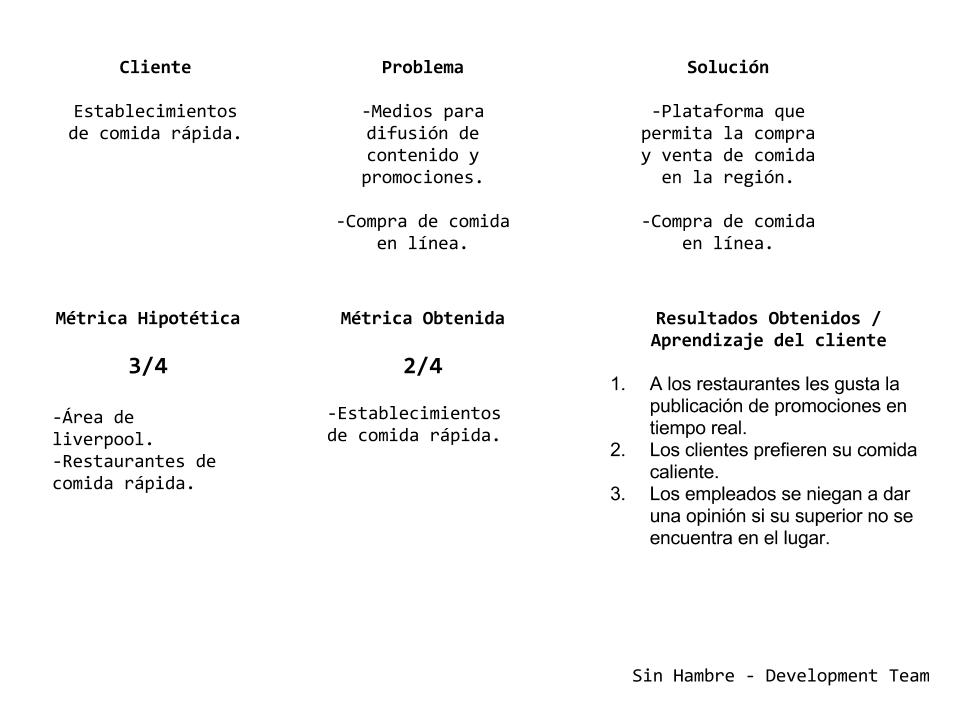 Cliente
Establecimientos
de comida rápida.
Problema
-Medios para
difusión de
contenido y
promociones.
-Compra de comida
en línea.
Solución
-Plataforma que
permita la compra
y venta de comida
en la región.
-Compra de comida
en línea.
Métrica Hipotética
3/4
-Área de
liverpool.
-Restaurantes de
comida rápida.
Métrica Obtenida
2/4
-Establecimientos
de comida rápida.
Resultados Obtenidos /
Aprendizaje del cliente
1. A los restaurantes les gusta la
publicación de promociones en
tiempo real.
2. Los clientes prefieren su comida
caliente.
3. Los empleados se niegan a dar
una opinión si su superior no se
encuentra en el lugar.
Sin Hambre - Development Team